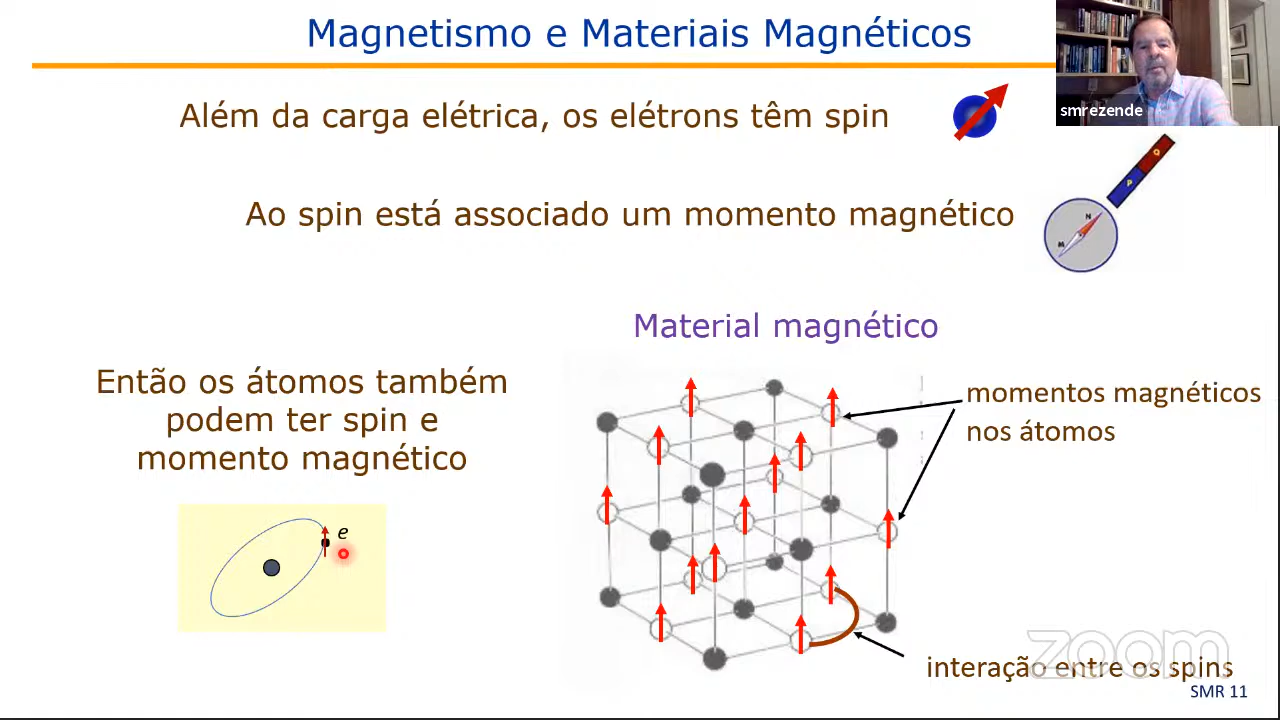 Magnetismo e Materiais Magnéticos
smrezende
Além da carga elétrica, os elétrons têm spin
Ao spin está associado um momento magnético
N
M
Material magnético
Então os átomos também
podem ter spin e
momento magnético
e
momentos magnéticos
nos átomos
interação entre os spins
zoom
SMR 11